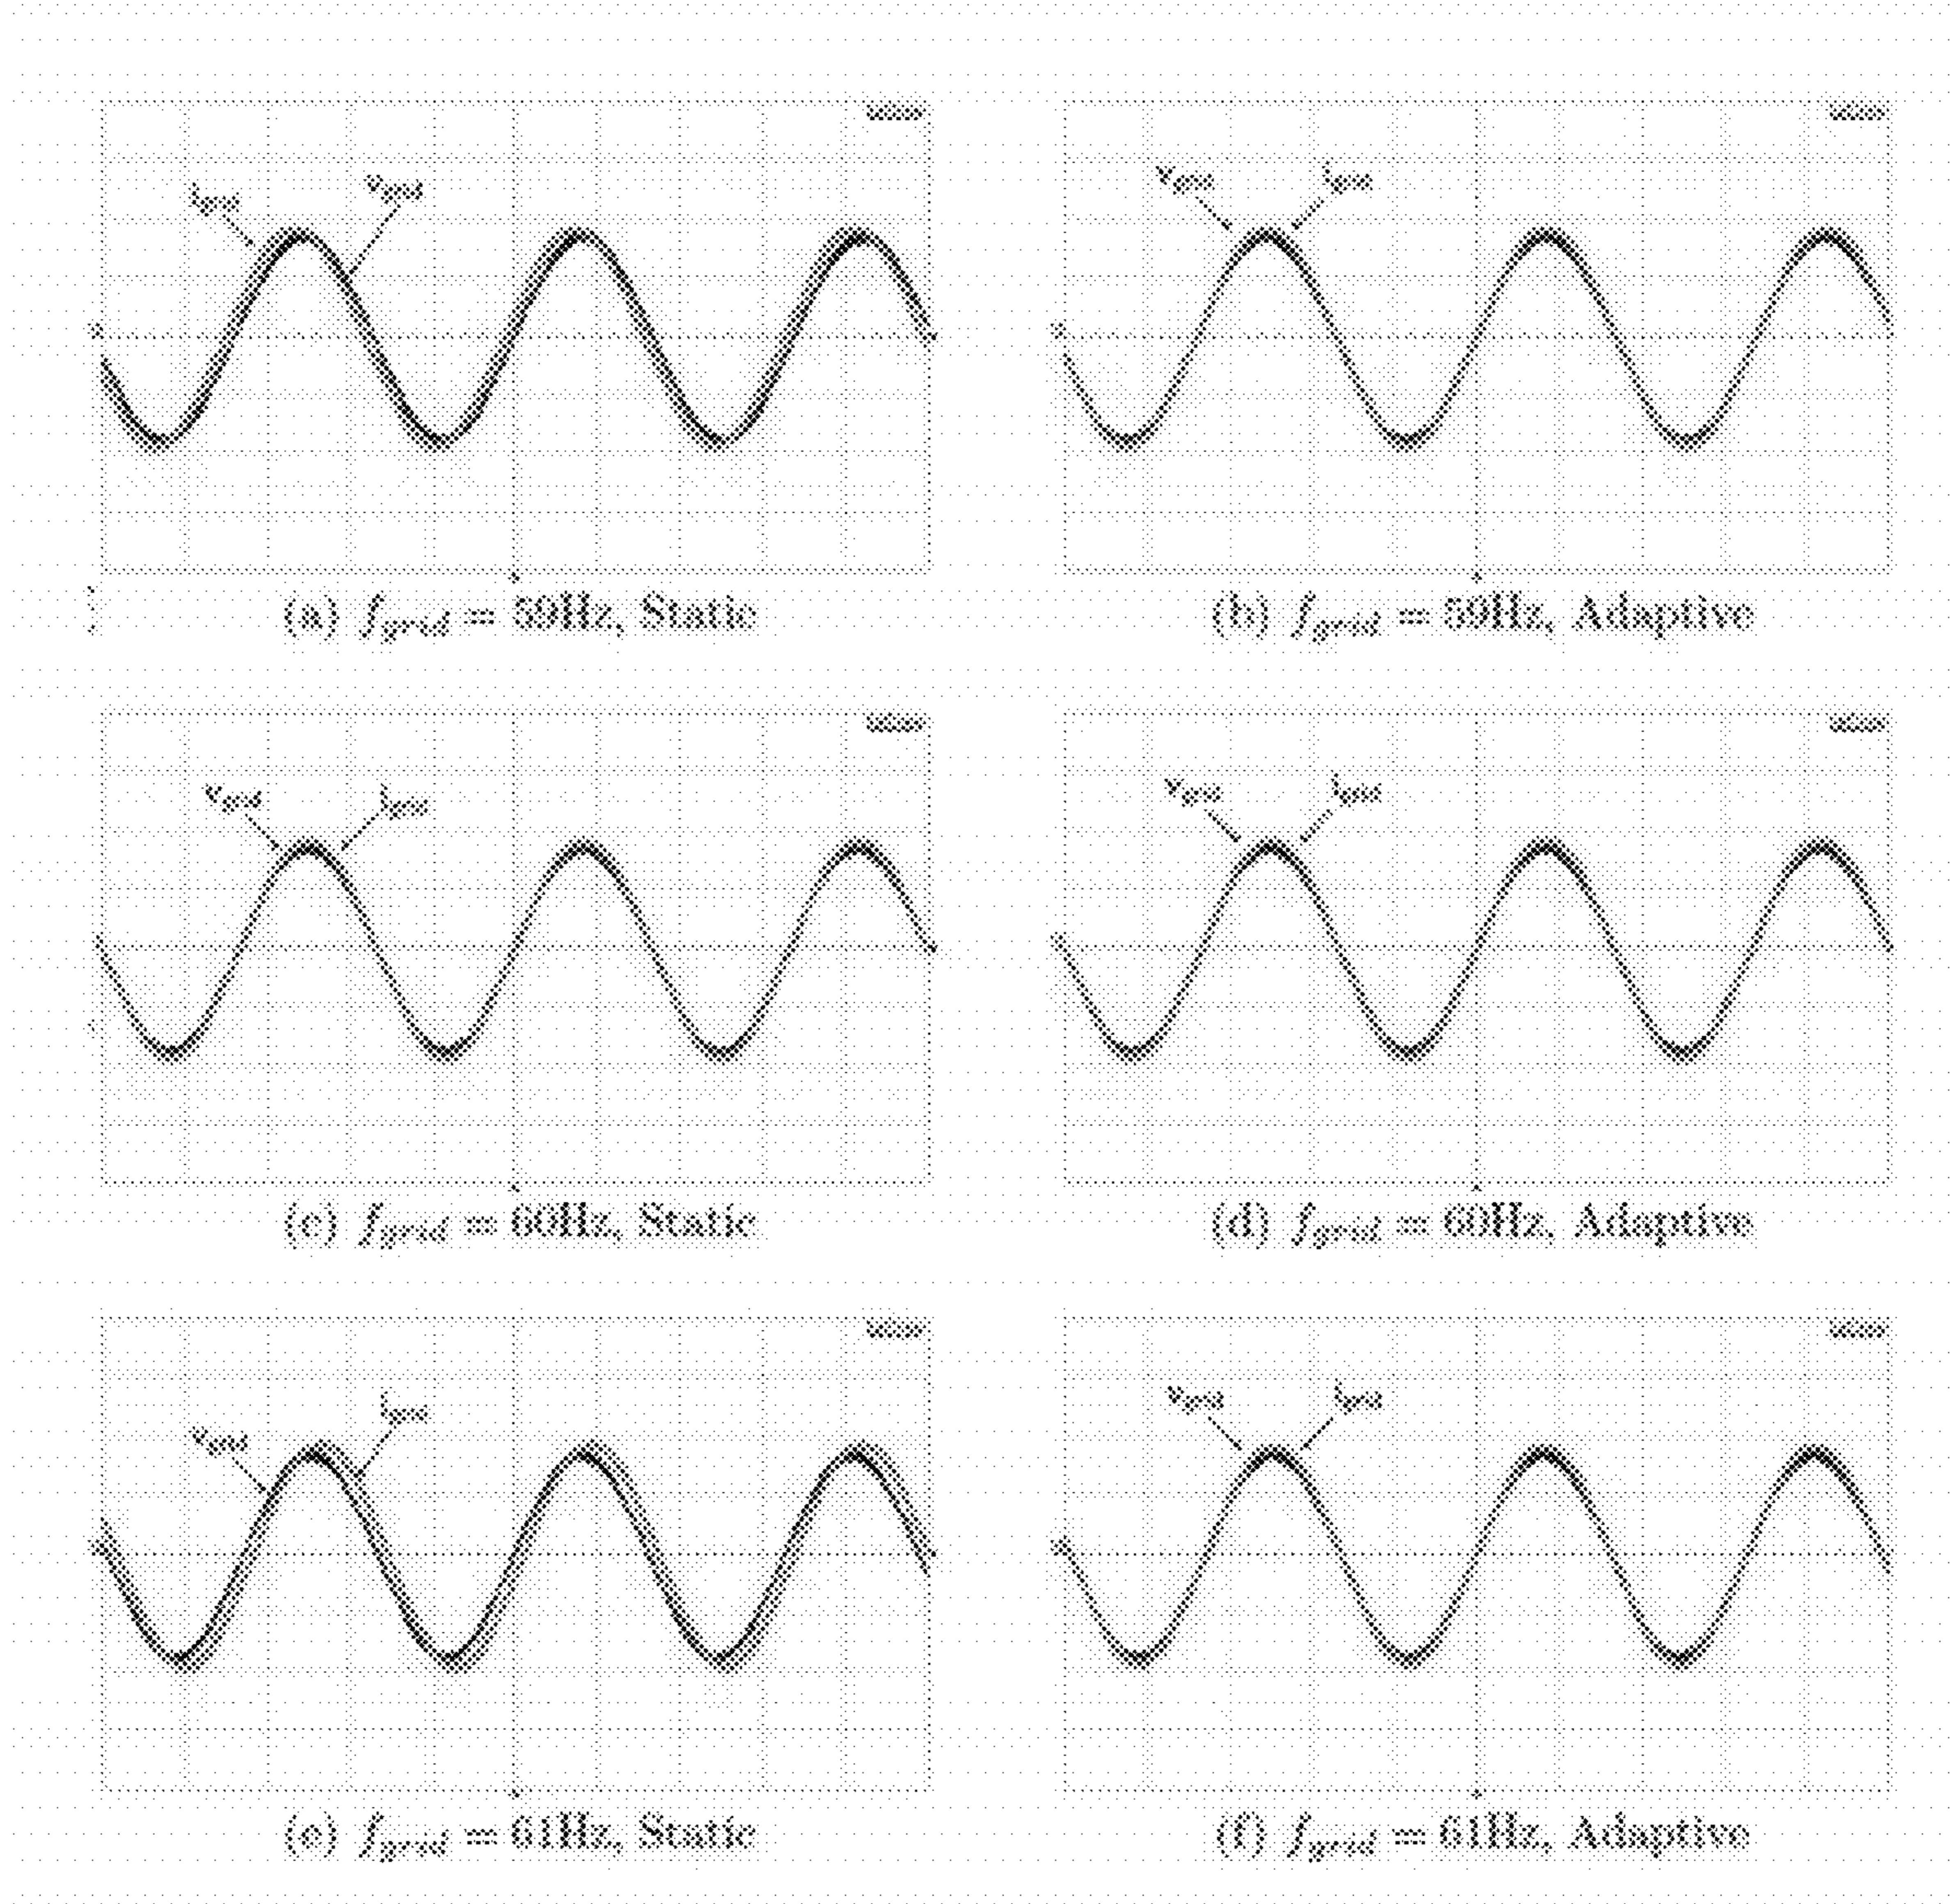 i_grid v_grid
v_grid i_grid
(a) f_grid = 59Hz, Static
(b) f_grid = 59Hz, Adaptive
v_grid i_grid
v_grid i_grid
(c) f_grid = 60Hz, Static
(d) f_grid = 60Hz, Adaptive
v_grid i_grid
v_grid i_grid
(e) f_grid = 61Hz, Static
(f) f_grid = 61Hz, Adaptive